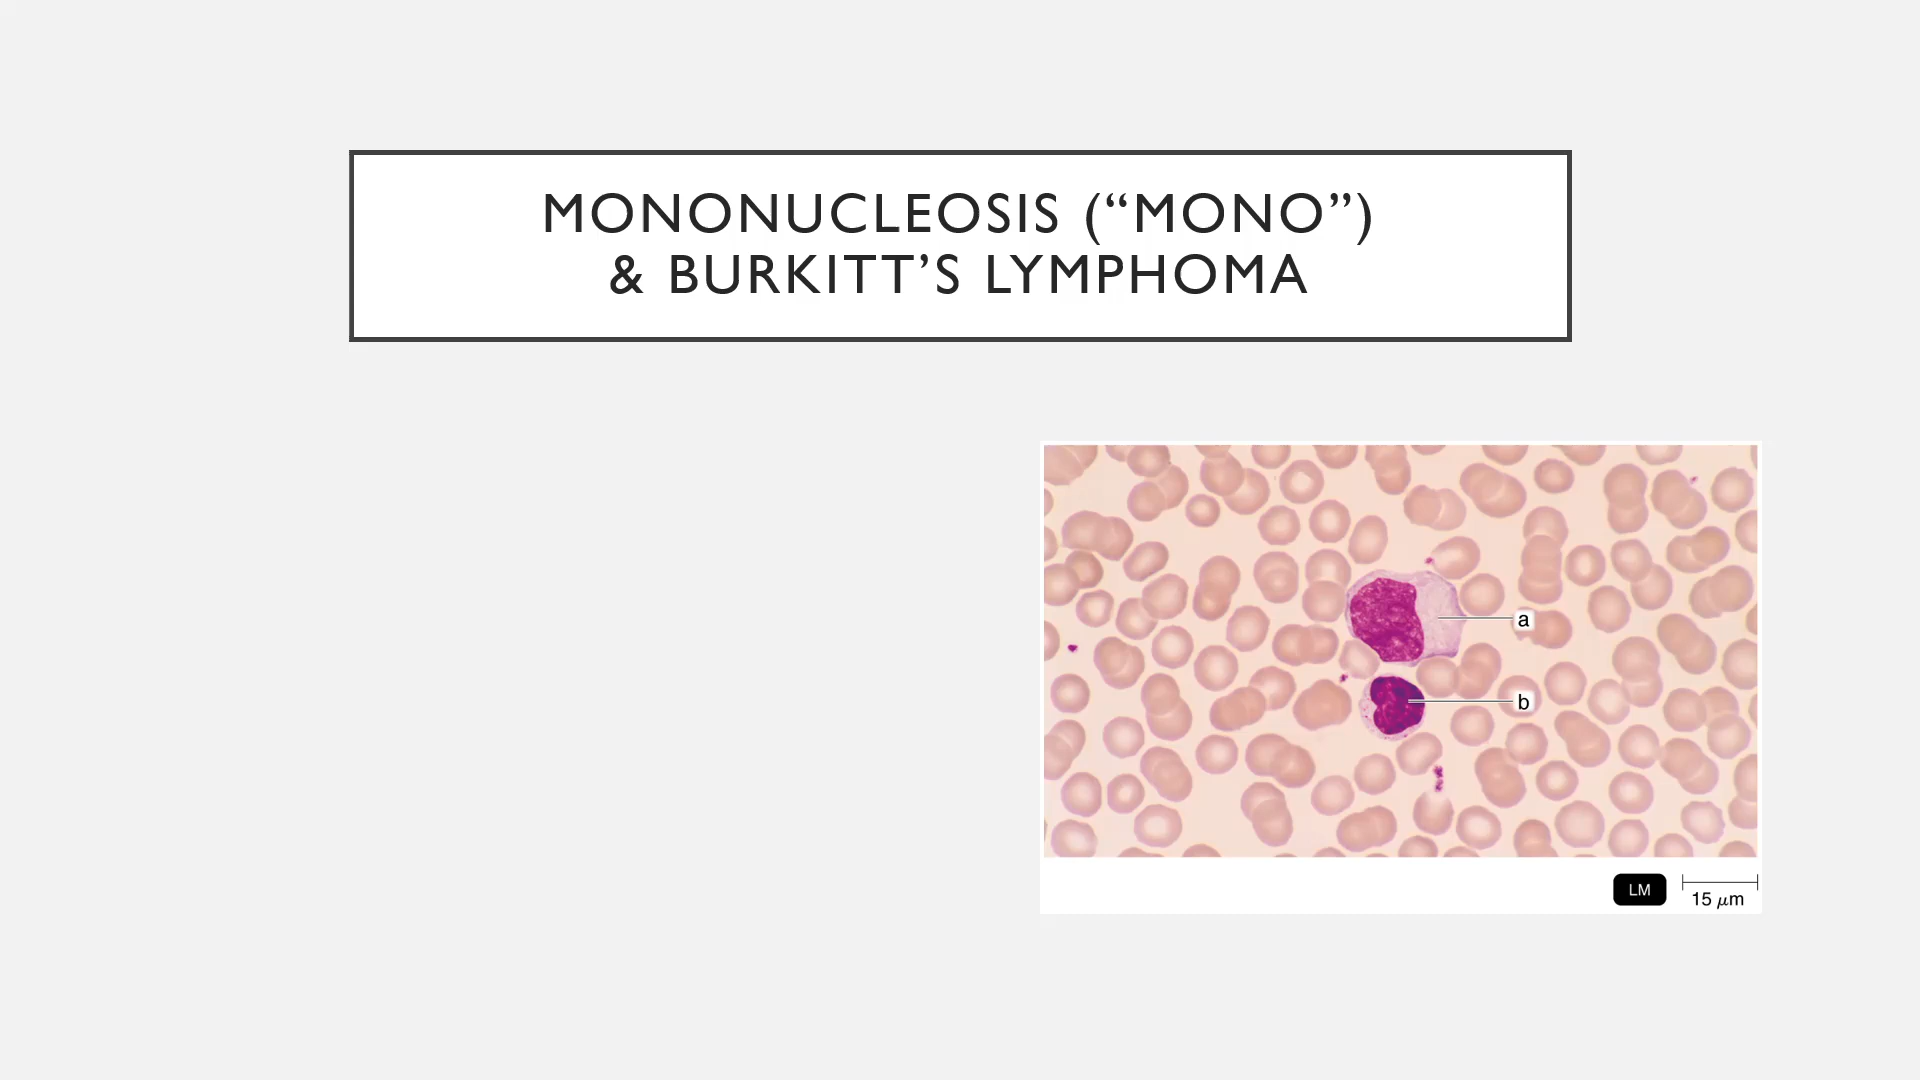 MONONUCLEOSIS (“MONO”)
& BURKITT’S LYMPHOMA
a
b
LM
15 μm